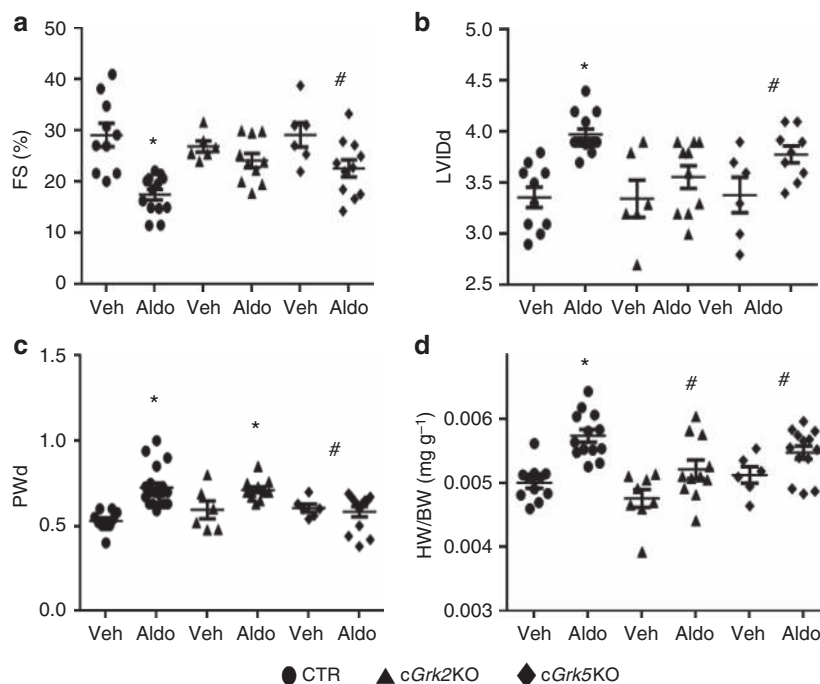 a
50
40
30
20
10
0
FS (%)
*
#
Veh Aldo Veh Aldo Veh Aldo
b
5.0
4.5
4.0
3.5
3.0
2.5
LVIDd
*
#
Veh Aldo Veh Aldo Veh Aldo
c
1.5
1.0
0.5
0.0
PWd
*
*
#
Veh Aldo Veh Aldo Veh Aldo
d
0.006
0.005
0.004
0.003
HW/BW (mg g⁻¹)
*
#
#
Veh Aldo Veh Aldo Veh Aldo
CTR cGrk2KO cGrk5KO